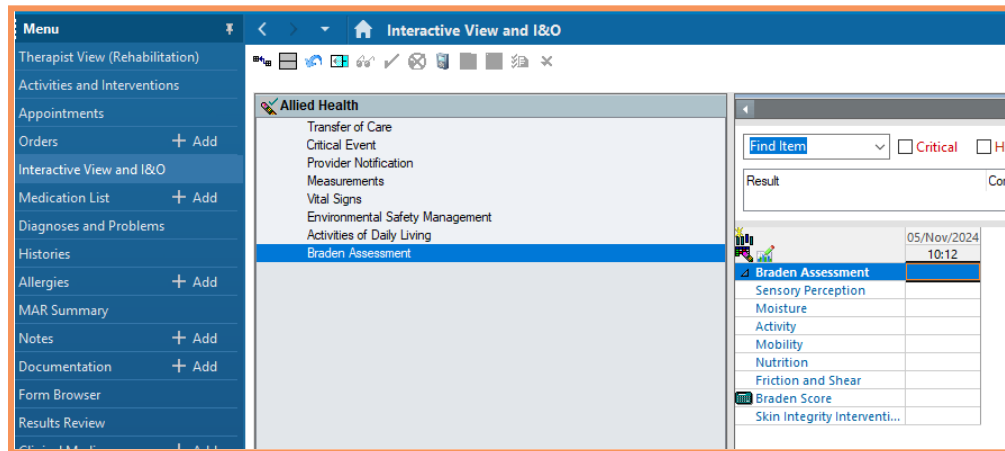 Menu
Therapist View (Rehabilitation)
Activities and Interventions
Appointments
Orders + Add
Interactive View and I&O
Medication List + Add
Diagnoses and Problems
Histories
Allergies + Add
MAR Summary
Notes + Add
Documentation + Add
Form Browser
Results Review
Interactive View and I&O
Allied Health
Transfer of Care
Critical Event
Provider Notification
Measurements
Vital Signs
Environmental Safety Management
Activities of Daily Living
Braden Assessment
Find Item Critical H
Result Cor
05/Nov/2024
10:12
Braden Assessment
Sensory Perception
Moisture
Activity
Mobility
Nutrition
Friction and Shear
Braden Score
Skin Integrity Interventi...